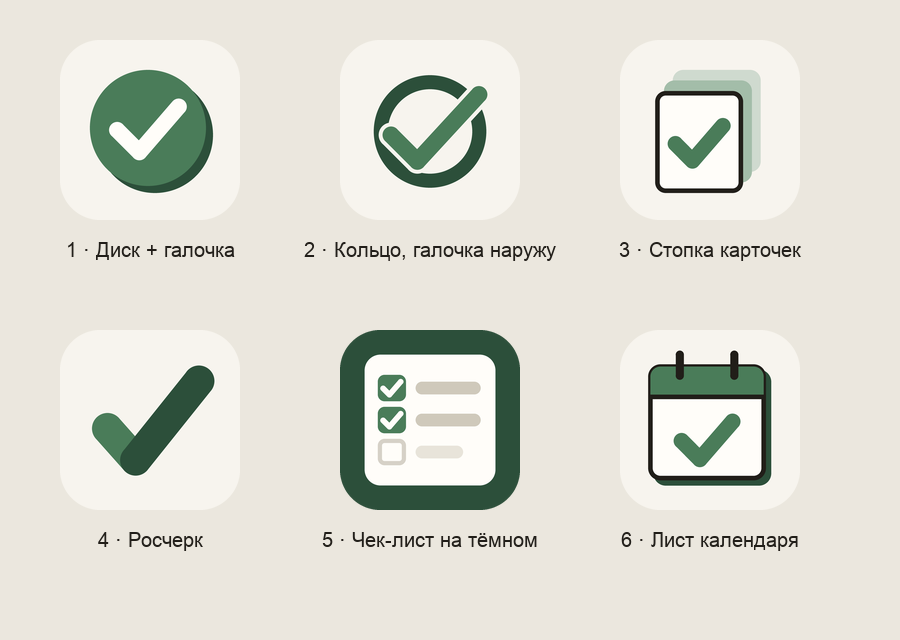 1 · Диск + галочка
2 · Кольцо, галочка наружу
3 · Стопка карточек
4 · Росчерк
5 · Чек-лист на тёмном
6 · Лист календаря